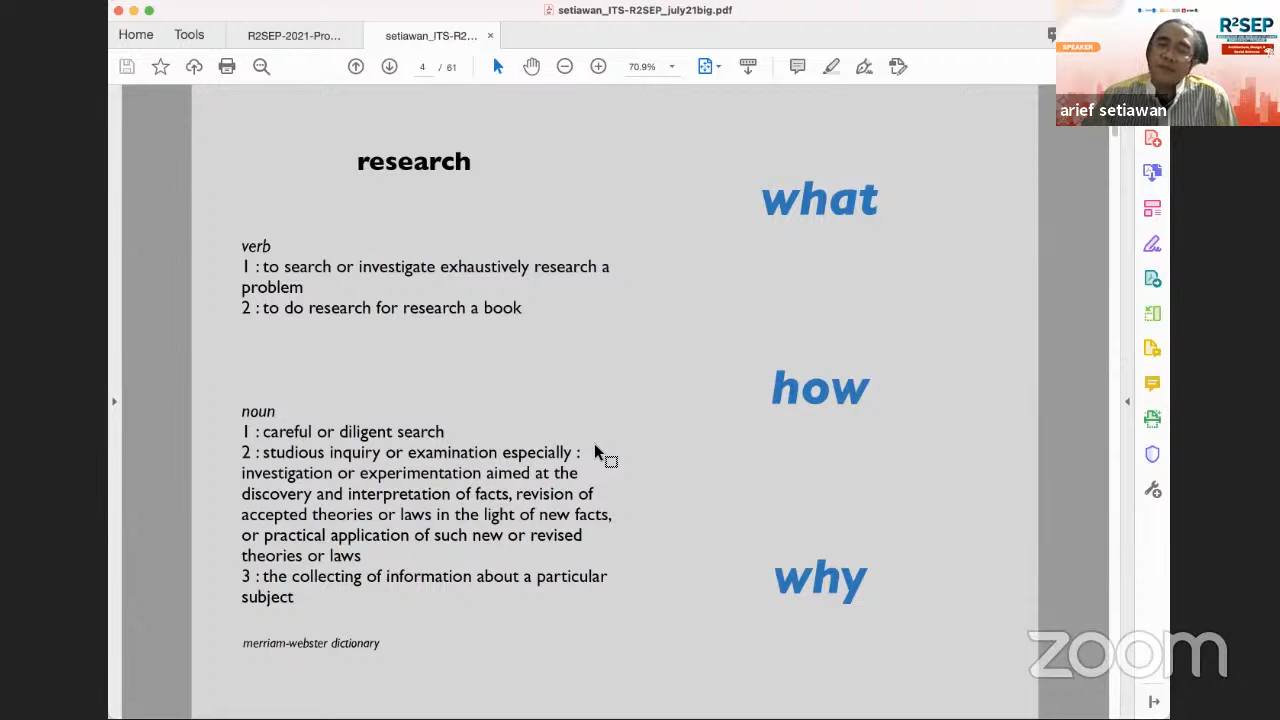 setiawan_ITS-R2SEP_july21big.pdf
Home
Tools
R2SEP-2021-Pro...
setiawan_ITS-R2... ×
4 / 61
70.9%
SPEAKER
R²SEP
arief setiawan
research
what
verb
1 : to search or investigate exhaustively research a
problem
2 : to do research for research a book
how
noun
1 : careful or diligent search
2 : studious inquiry or examination especially :
investigation or experimentation aimed at the
discovery and interpretation of facts, revision of
accepted theories or laws in the light of new facts,
or practical application of such new or revised
theories or laws
3 : the collecting of information about a particular
subject
why
merriam-webster dictionary
zoom